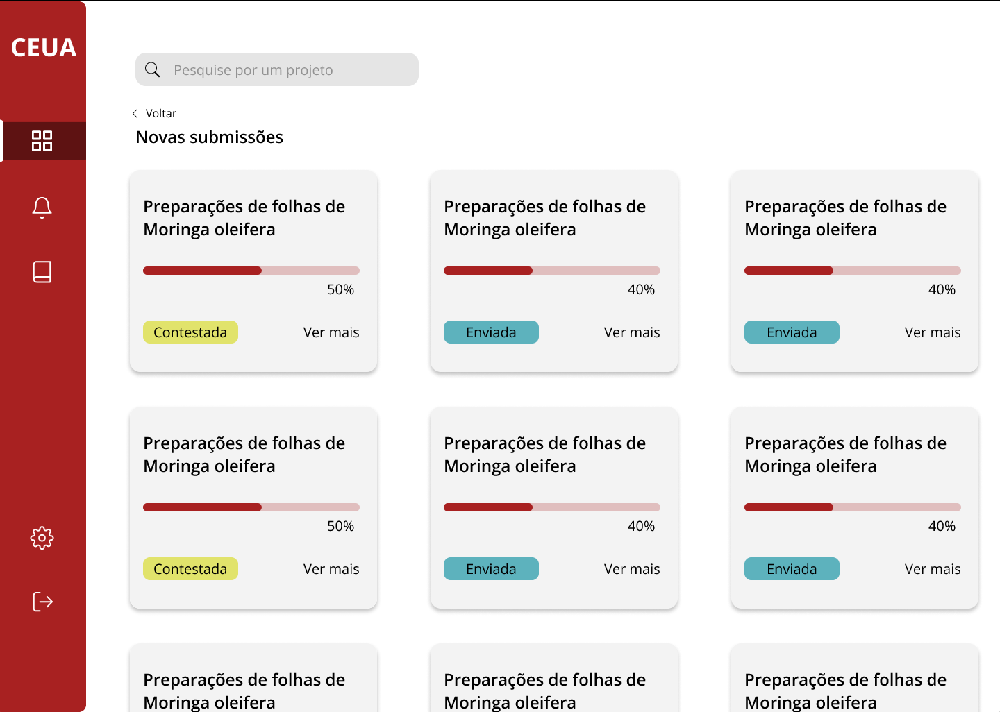 CEUA
Pesquise por um projeto
Voltar
Novas submissões
Preparações de folhas de
Moringa oleifera
50%
Contestada
Ver mais
Preparações de folhas de
Moringa oleifera
40%
Enviada
Ver mais
Preparações de folhas de
Moringa oleifera
40%
Enviada
Ver mais
Preparações de folhas de
Moringa oleifera
50%
Contestada
Ver mais
Preparações de folhas de
Moringa oleifera
40%
Enviada
Ver mais
Preparações de folhas de
Moringa oleifera
40%
Enviada
Ver mais
Preparações de folhas de
Moringa oleifera
Preparações de folhas de
Moringa oleifera
Preparações de folhas de
Moringa oleifera